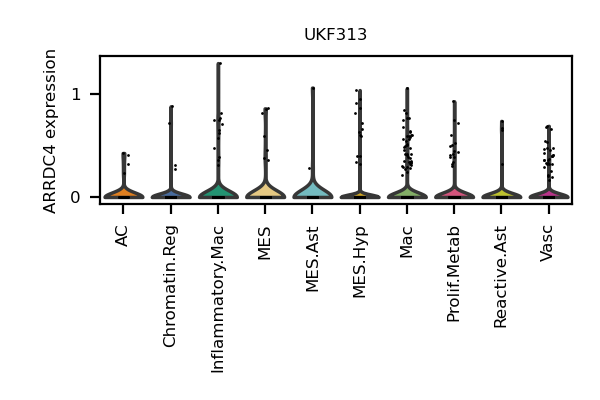 UKF313
ARRDC4 expression
1
0
AC
Chromatin.Reg
Inflammatory.Mac
MES
MES.Ast
MES.Hyp
Mac
Prolif.Metab
Reactive.Ast
Vasc